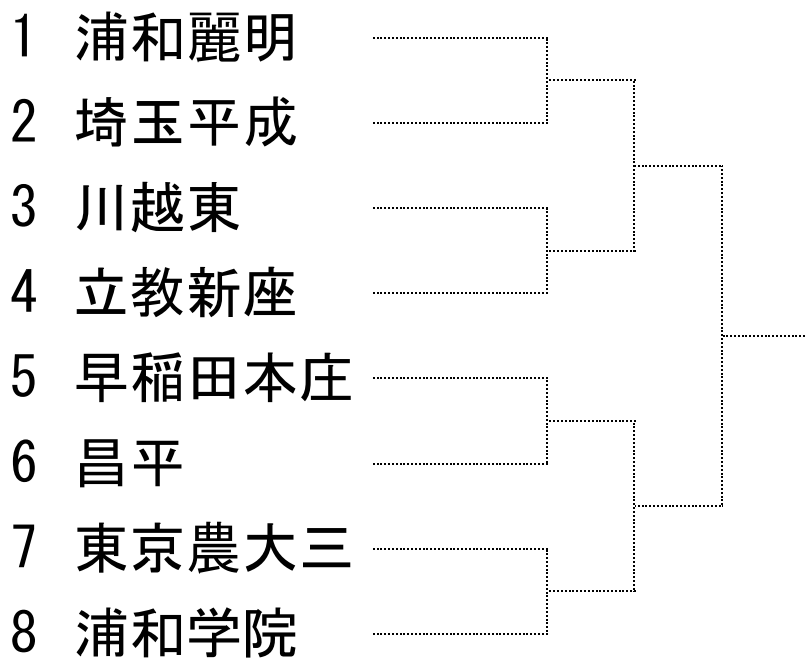 1 浦和麗明
2 埼玉平成
3 川越東
4 立教新座
5 早稲田本庄
6 昌平
7 東京農大三
8 浦和学院